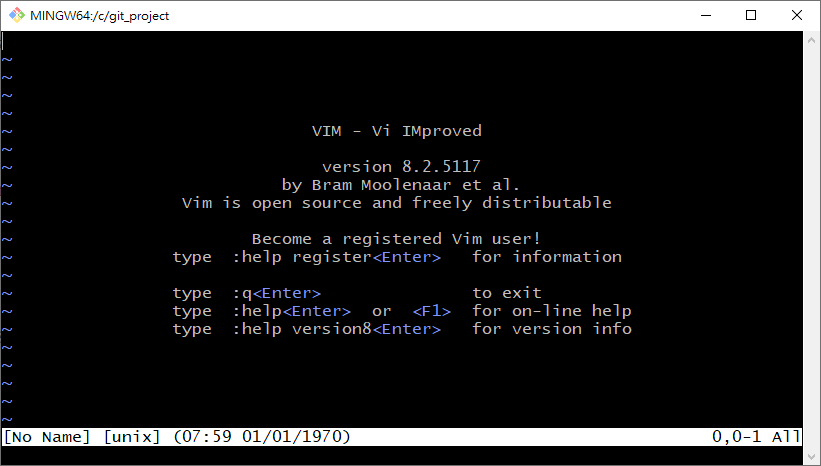 MINGW64:/c/git_project
~
~
~
~
~ VIM - Vi IMproved
~
~ version 8.2.5117
~ by Bram Moolenaar et al.
~ Vim is open source and freely distributable
~
~ Become a registered Vim user!
~ type :help register<Enter> for information
~
~ type :q<Enter> to exit
~ type :help<Enter> or <F1> for on-line help
~ type :help version8<Enter> for version info
~
~
~
~
~
[No Name] [unix] (07:59 01/01/1970) 0,0-1 All